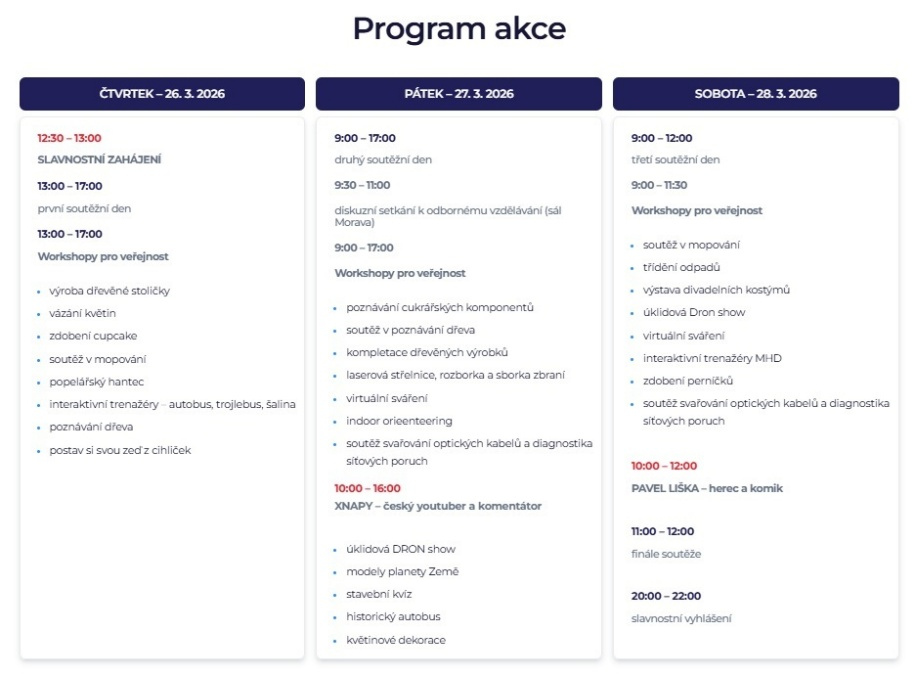 Program akce
ČTVRTEK – 26. 3. 2026
12:30 – 13:00
SLAVNOSTNÍ ZAHÁJENÍ
13:00 – 17:00
první soutěžní den
13:00 – 17:00
Workshopy pro veřejnost
výroba dřevěné stoličky
vázání květin
zdobení cupcake
soutěž v mopování
popelářský hantec
interaktivní trenažéry – autobus, trojlebus, šalina
poznávání dřeva
postav si svou zeď z cihliček
PÁTEK – 27. 3. 2026
9:00 – 17:00
druhý soutěžní den
9:30 – 11:00
diskuzní setkání k odbornému vzdělávání (sál
Morava)
9:00 – 17:00
Workshopy pro veřejnost
poznávání cukrářských komponentů
soutěž v poznávání dřeva
kompletace dřevěných výrobků
laserová střelnice, rozborka a sborka zbraní
virtuální sváření
indoor orieenteering
soutěž svařování optických kabelů a diagnostika
síťových poruch
10:00 – 16:00
XNAPY – český youtuber a komentátor
úklidová DRON show
modely planety Země
stavební kvíz
historický autobus
květinové dekorace
SOBOTA – 28. 3. 2026
9:00 – 12:00
třetí soutěžní den
9:00 – 11:30
Workshopy pro veřejnost
soutěž v mopování
třídění odpadů
výstava divadelních kostýmů
úklidová Dron show
virtuální sváření
interaktivní trenažéry MHD
zdobení perníčků
soutěž svařování optických kabelů a diagnostika
síťových poruch
10:00 – 12:00
PAVEL LIŠKA – herec a komik
11:00 – 12:00
finále soutěže
20:00 – 22:00
slavnostní vyhlášení